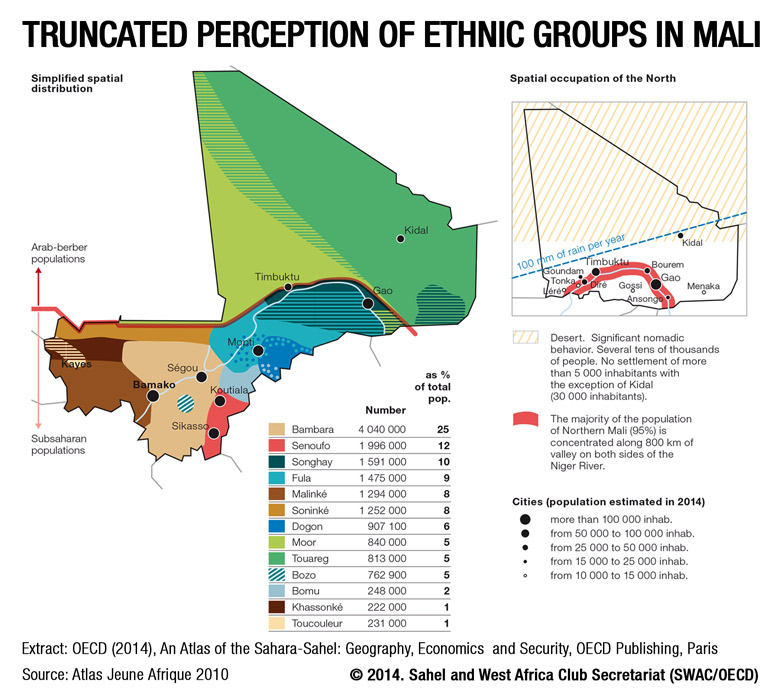 TRUNCATED PERCEPTION OF ETHNIC GROUPS IN MALI
Simplified spatial
distribution
Spatial occupation of the North
Arab-berber
populations
Subsaharan
populations
Kidal
Timbuktu
Gao
Mopti
Ségou
Kayes
Bamako
Koutiala
Sikasso
100 mm of rain per year
Kidal
Timbuktu
Goundam
Bourem
Tonka
Gao
Léré
Diré
Gossi
Menaka
Ansongo
as %
of total
Number pop.
Bambara 4 040 000 25
Senoufo 1 996 000 12
Songhay 1 591 000 10
Fula 1 475 000 9
Malinké 1 294 000 8
Soninké 1 252 000 8
Dogon 907 100 6
Moor 840 000 5
Touareg 813 000 5
Bozo 762 900 5
Bomu 248 000 2
Khassonké 222 000 1
Toucouleur 231 000 1
Desert. Significant nomadic
behavior. Several tens of thousands
of people. No settlement of more
than 5 000 inhabitants with
the exception of Kidal
(30 000 inhabitants).
The majority of the population
of Northern Mali (95%) is
concentrated along 800 km of
valley on both sides of the
Niger River.
Cities (population estimated in 2014)
more than 100 000 inhab.
from 50 000 to 100 000 inhab.
from 25 000 to 50 000 inhab.
from 15 000 to 25 000 inhab.
from 10 000 to 15 000 inhab.
Extract: OECD (2014), An Atlas of the Sahara-Sahel: Geography, Economics and Security, OECD Publishing, Paris
Source: Atlas Jeune Afrique 2010
© 2014. Sahel and West Africa Club Secretariat (SWAC/OECD)